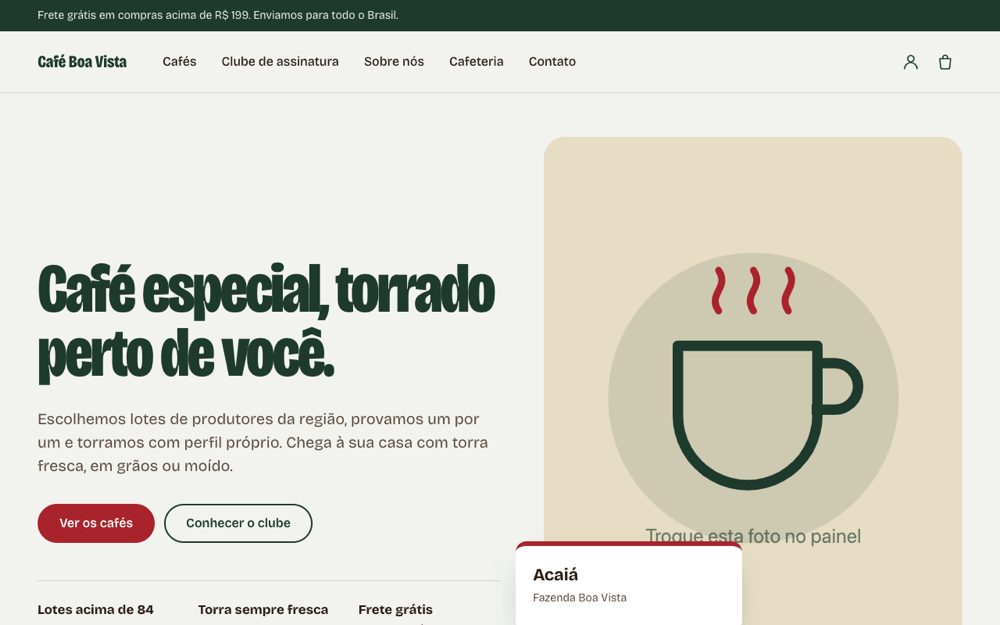 Frete grátis em compras acima de R$ 199. Enviamos para todo o Brasil.
Café Boa Vista
Cafés
Clube de assinatura
Sobre nós
Cafeteria
Contato
Café especial, torrado
perto de você.
Escolhemos lotes de produtores da região, provamos um por
um e torramos com perfil próprio. Chega à sua casa com torra
fresca, em grãos ou moído.
Ver os cafés
Conhecer o clube
Lotes acima de 84
Torra sempre fresca
Frete grátis
Troque esta foto no painel
Acaiá
Fazenda Boa Vista